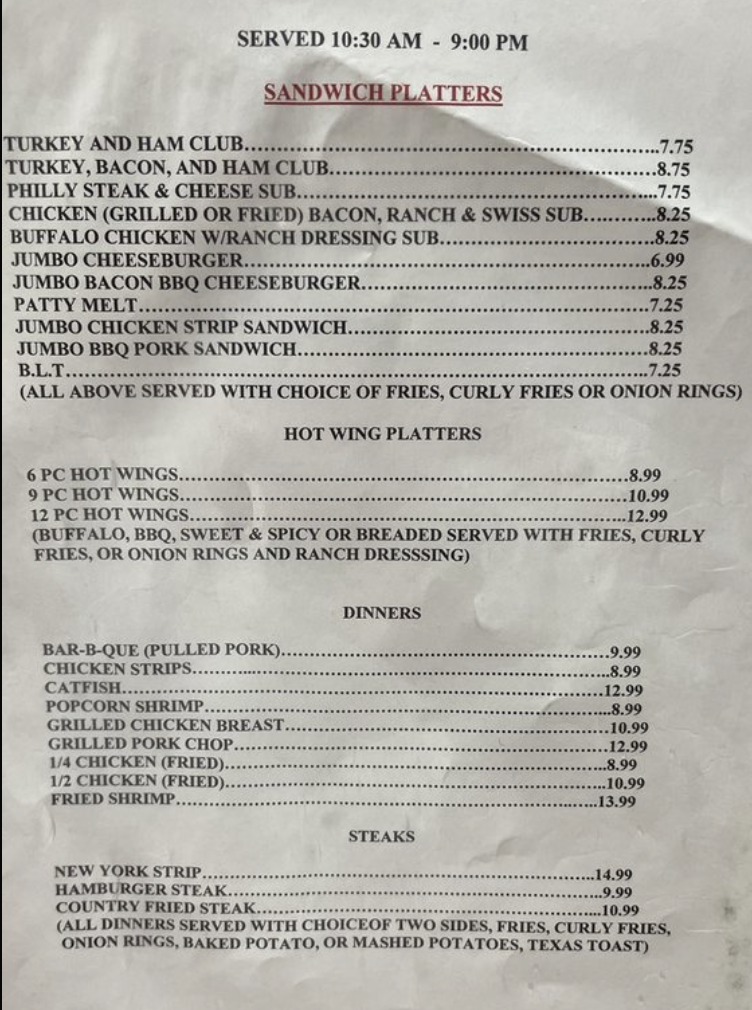 SERVED 10:30 AM - 9:00 PM
SANDWICH PLATTERS
TURKEY AND HAM CLUB........................................................................7.75
TURKEY, BACON, AND HAM CLUB.........................................................8.75
PHILLY STEAK & CHEESE SUB...............................................................7.75
CHICKEN (GRILLED OR FRIED) BACON, RANCH & SWISS SUB............8.25
BUFFALO CHICKEN W/RANCH DRESSING SUB.....................................8.25
JUMBO CHEESEBURGER.......................................................................6.99
JUMBO BACON BBQ CHEESEBURGER..................................................8.25
PATTY MELT..........................................................................................7.25
JUMBO CHICKEN STRIP SANDWICH....................................................8.25
JUMBO BBQ PORK SANDWICH.............................................................8.25
B.L.T.......................................................................................................7.25
(ALL ABOVE SERVED WITH CHOICE OF FRIES, CURLY FRIES OR ONION RINGS)
HOT WING PLATTERS
6 PC HOT WINGS..................................................................................8.99
9 PC HOT WINGS..................................................................................10.99
12 PC HOT WINGS................................................................................12.99
(BUFFALO, BBQ, SWEET & SPICY OR BREADED SERVED WITH FRIES, CURLY
FRIES, OR ONION RINGS AND RANCH DRESSSING)
DINNERS
BAR-B-QUE (PULLED PORK)..................................................................9.99
CHICKEN STRIPS..................................................................................8.99
CATFISH................................................................................................12.99
POPCORN SHRIMP................................................................................8.99
GRILLED CHICKEN BREAST.................................................................10.99
GRILLED PORK CHOP...........................................................................12.99
1/4 CHICKEN (FRIED)............................................................................8.99
1/2 CHICKEN (FRIED)............................................................................10.99
FRIED SHRIMP......................................................................................13.99
STEAKS
NEW YORK STRIP.................................................................................14.99
HAMBURGER STEAK............................................................................9.99
COUNTRY FRIED STEAK......................................................................10.99
(ALL DINNERS SERVED WITH CHOICEOF TWO SIDES, FRIES, CURLY FRIES,
ONION RINGS, BAKED POTATO, OR MASHED POTATOES, TEXAS TOAST)